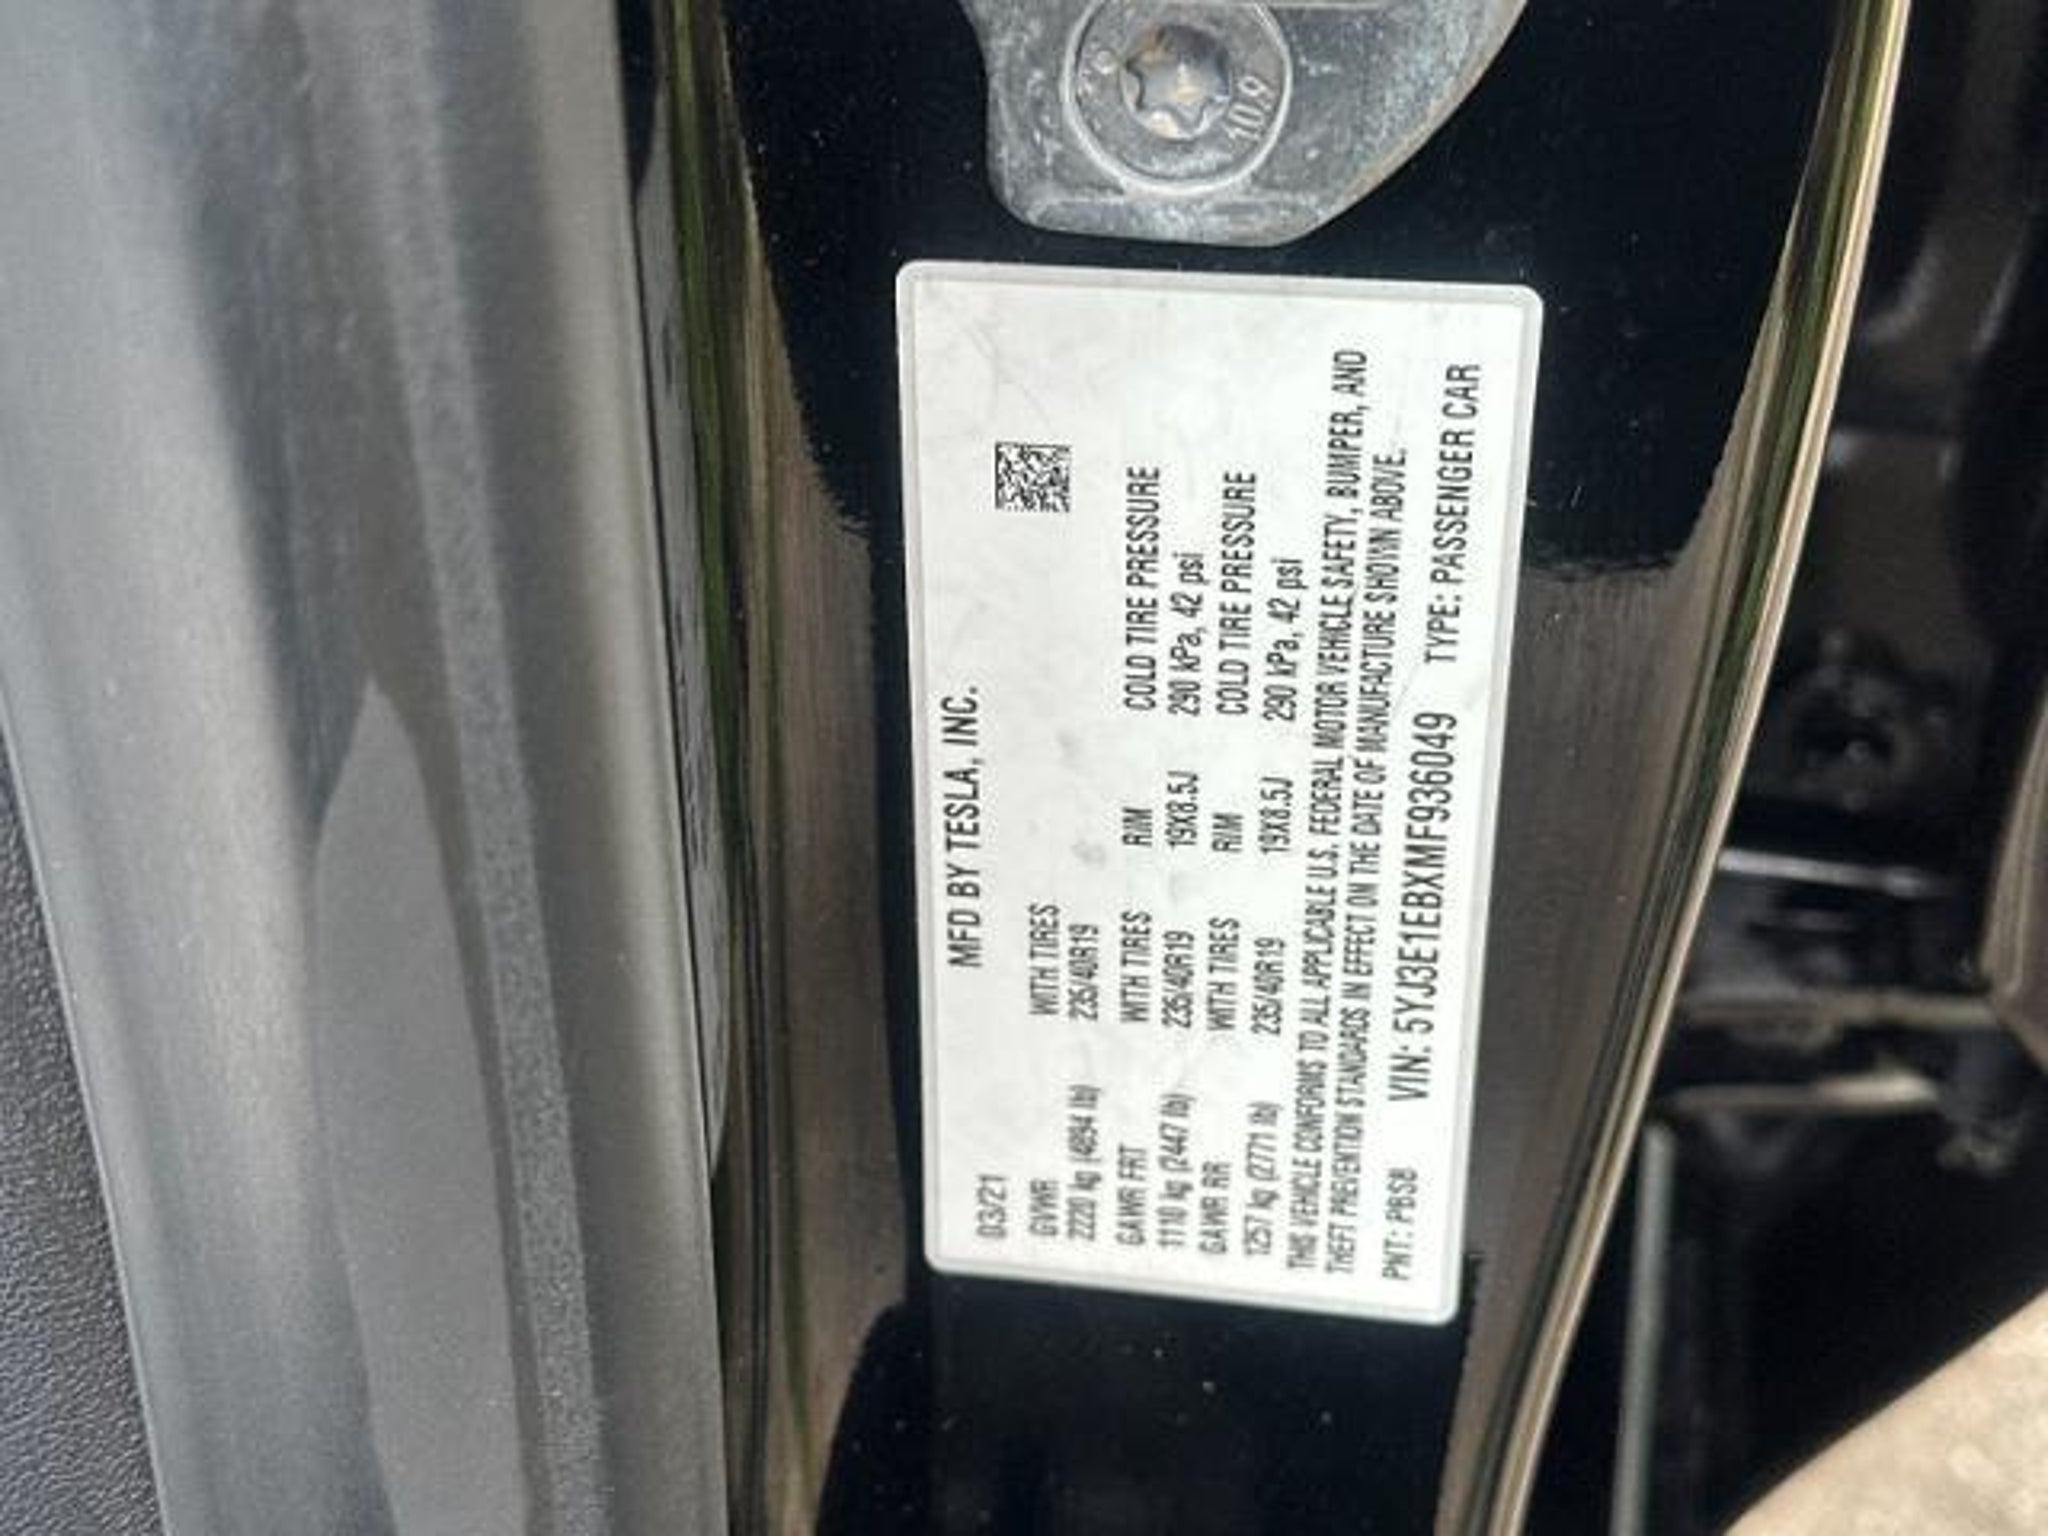 10.9
MFD BY TESLA, INC.
03/21
GVWR WITH TIRES
2220 kg (4894 lb) 235/40R19
GAWR FRT WITH TIRES RIM COLD TIRE PRESSURE
1110 kg (2447 lb) 235/40R19 19X8.5J 290 kPa, 42 psi
GAWR RR WITH TIRES RIM COLD TIRE PRESSURE
1257 kg (2771 lb) 235/40R19 19X8.5J 290 kPa, 42 psi
THIS VEHICLE CONFORMS TO ALL APPLICABLE U.S. FEDERAL MOTOR VEHICLE SAFETY, BUMPER, AND
THEFT PREVENTION STANDARDS IN EFFECT ON THE DATE OF MANUFACTURE SHOWN ABOVE.
PNT: PBSB VIN: 5YJ3E1EBXMF936049 TYPE: PASSENGER CAR